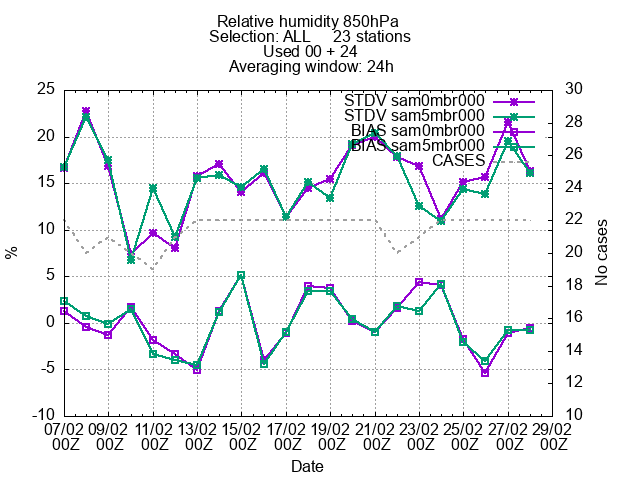 Relative humidity 850hPa
Selection: ALL 23 stations
Used 00 + 24
Averaging window: 24h
STDV sam0mbr000
STDV sam5mbr000
BIAS sam0mbr000
BIAS sam5mbr000
CASES
25
20
15
10
5
0
-5
-10
%
30
28
26
24
22
20
18
16
14
12
10
No cases
07/02 09/02 11/02 13/02 15/02 17/02 19/02 21/02 23/02 25/02 27/02 29/02
00Z 00Z 00Z 00Z 00Z 00Z 00Z 00Z 00Z 00Z 00Z 00Z
Date